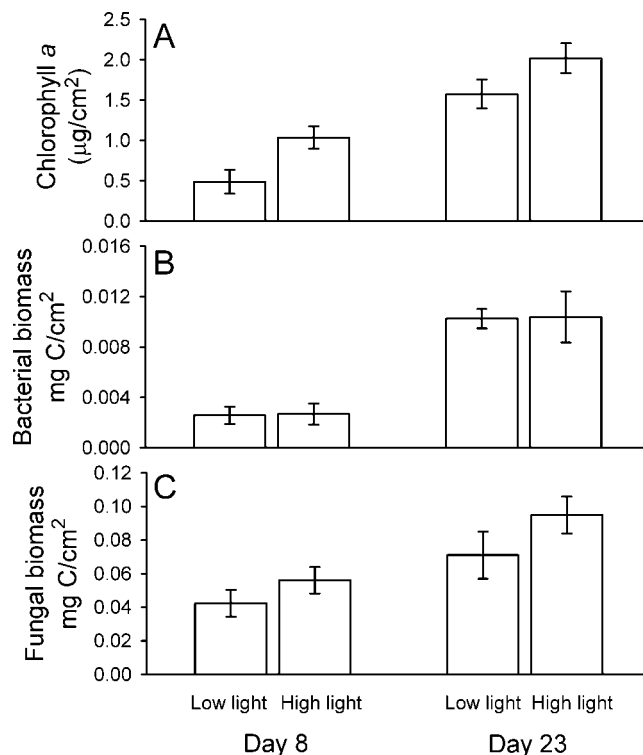 A
Chlorophyll a
(μg/cm2)
2.5
2.0
1.5
1.0
0.5
0.0
B
Bacterial biomass
mg C/cm2
0.016
0.012
0.008
0.004
0.000
C
Fungal biomass
mg C/cm2
0.12
0.10
0.08
0.06
0.04
0.02
0.00
Low light High light Low light High light
Day 8 Day 23